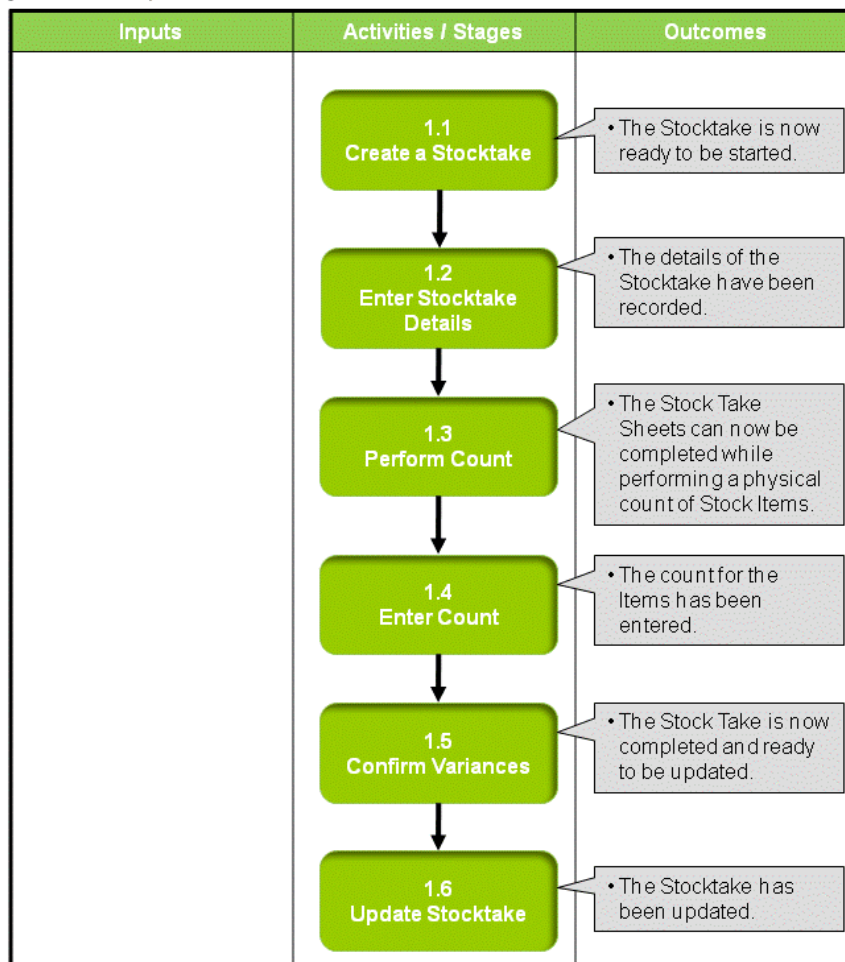 Inputs
Activities / Stages
Outcomes
1.1
Create a Stocktake
• The Stocktake is now
ready to be started.
1.2
Enter Stocktake
Details
• The details of the
Stocktake have been
recorded.
1.3
Perform Count
• The Stock Take
Sheets can now be
completed while
performing a physical
count of Stock Items.
1.4
Enter Count
• The count for the
Items has been
entered.
1.5
Confirm Variances
• The Stock Take is now
completed and ready
to be updated.
1.6
Update Stocktake
• The Stocktake has
been updated.